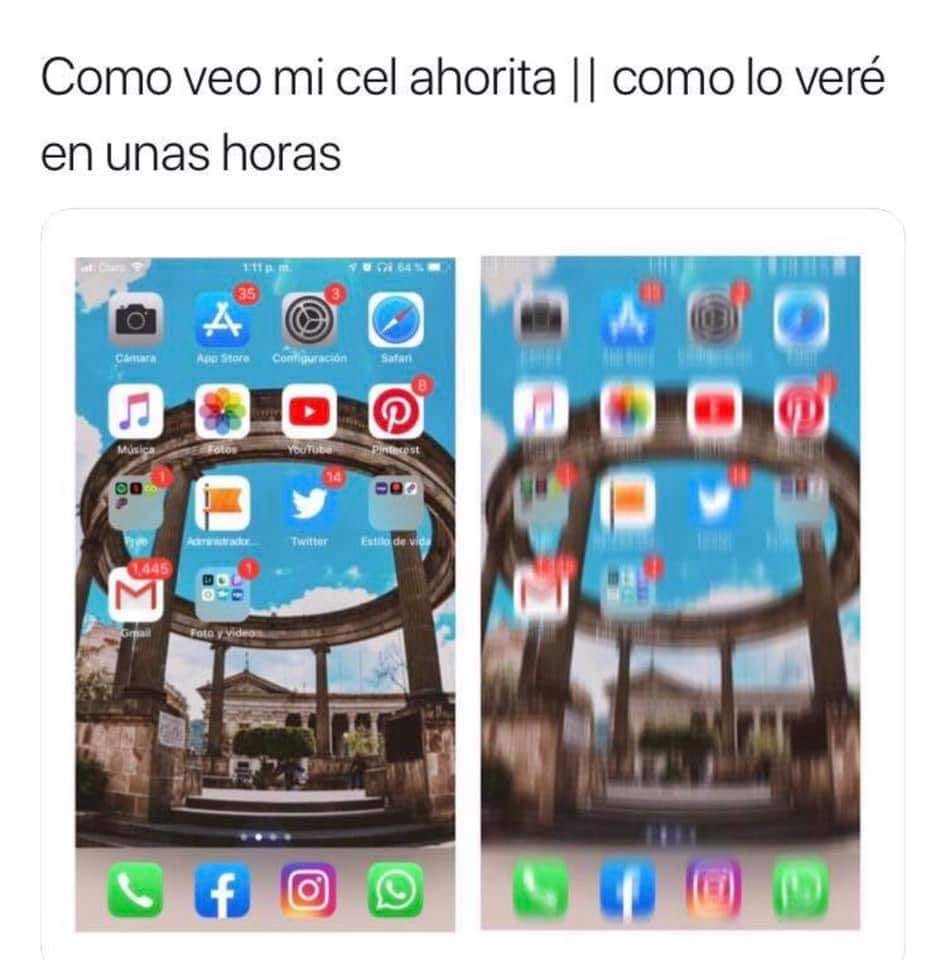 Como veo mi cel ahorita || como lo veré
en unas horas
Claro 1:11 p. m. 64 %
35 3
Cámara App Store Configuración Safari
8
Música Fotos YouTube Pinterest
1 14
Administrador... Twitter Estilo de vida
1,445 1
Gmail Foto y video